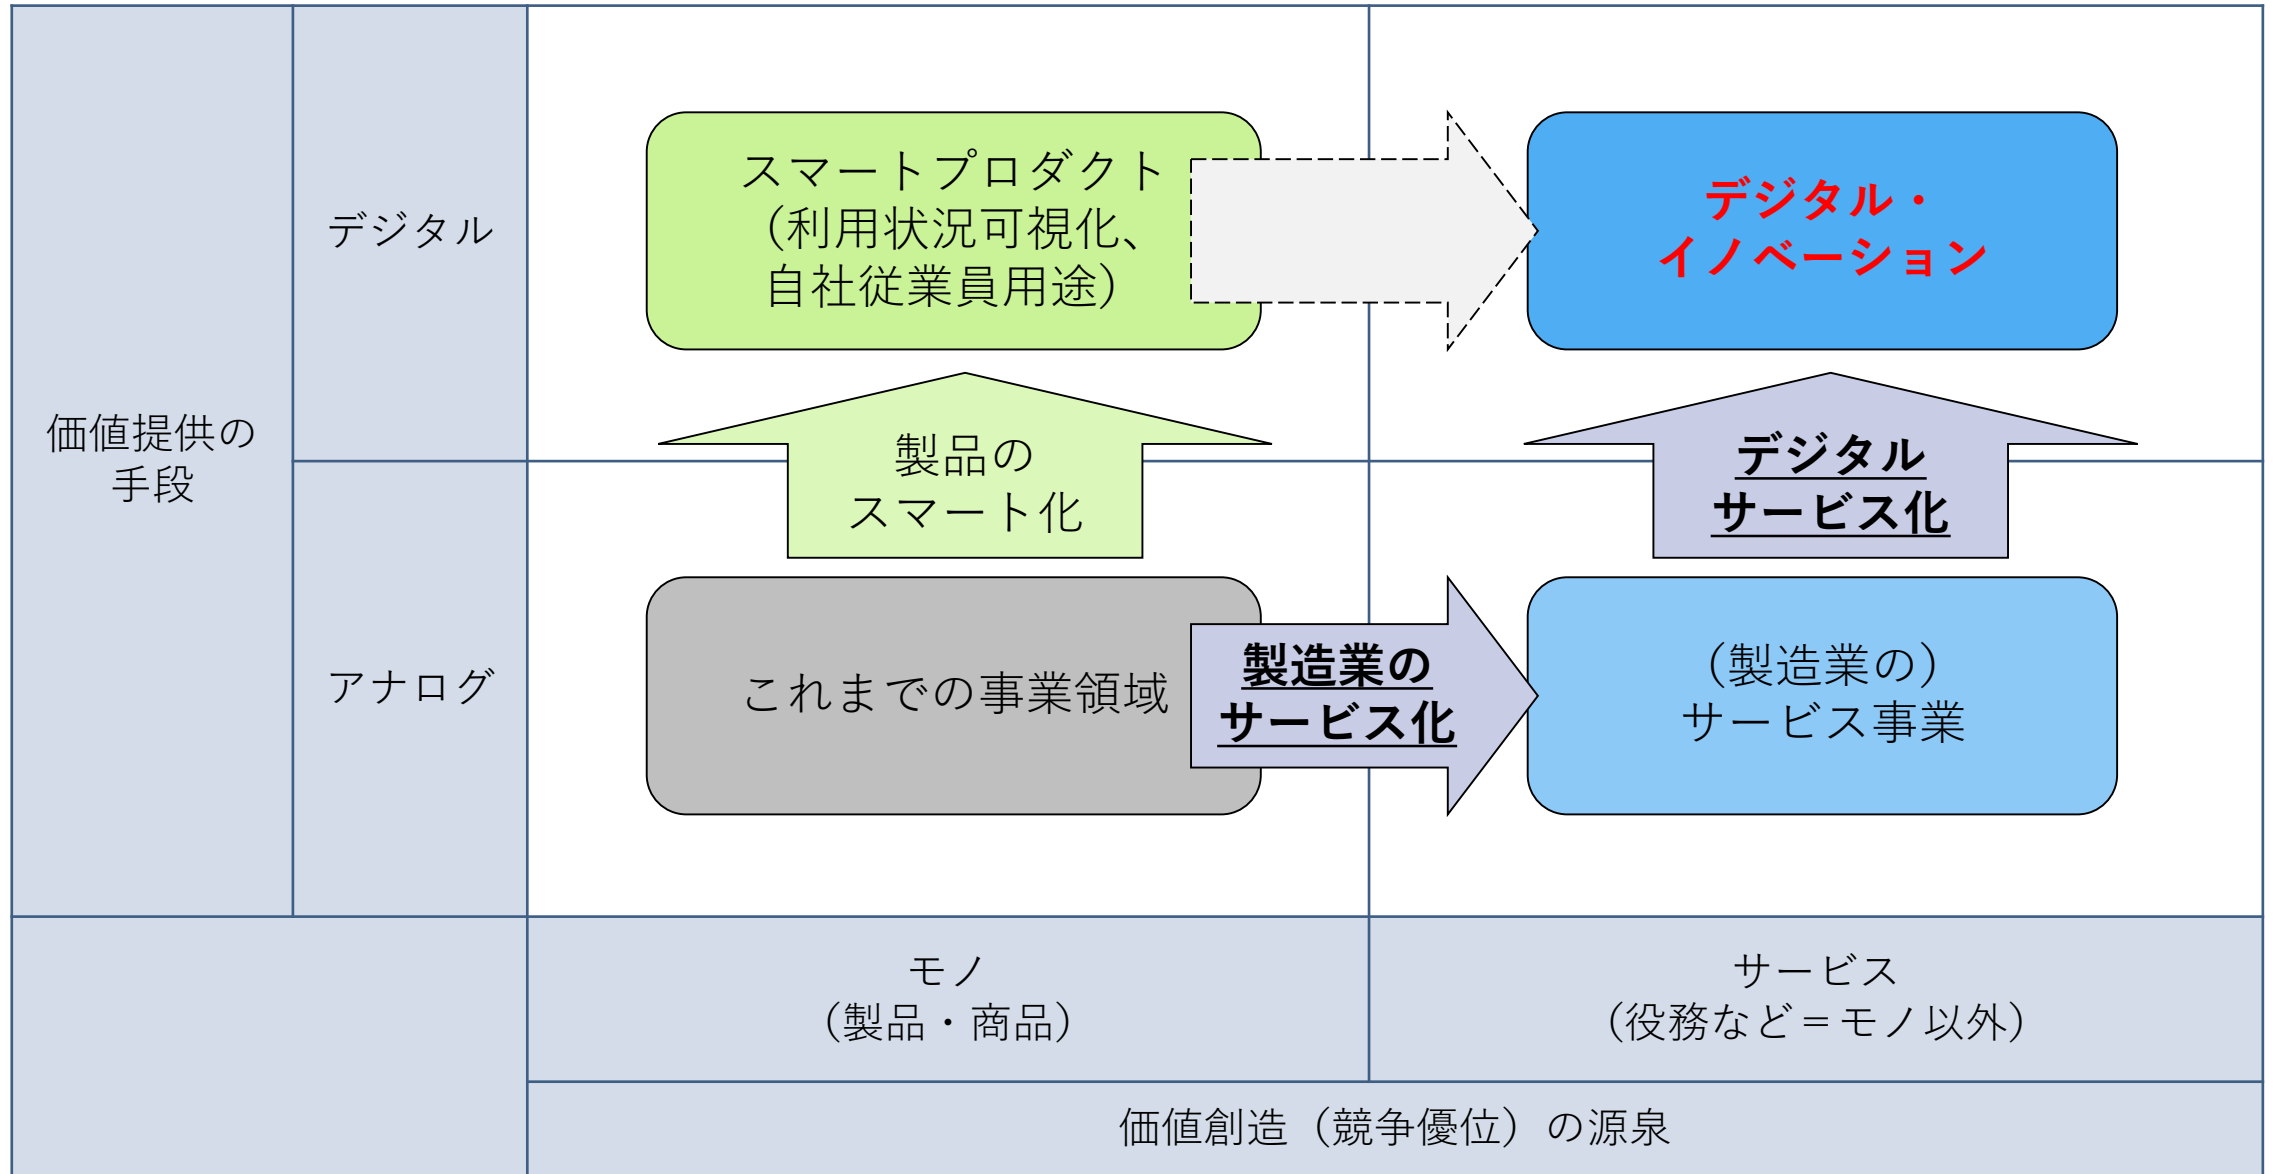 価値提供の
手段
デジタル
スマートプロダクト
（利用状況可視化、
自社従業員用途）
デジタル・
イノベーション
製品の
スマート化
デジタル
サービス化
アナログ
これまでの事業領域
製造業の
サービス化
（製造業の）
サービス事業
モノ
（製品・商品）
サービス
（役務など＝モノ以外）
価値創造（競争優位）の源泉